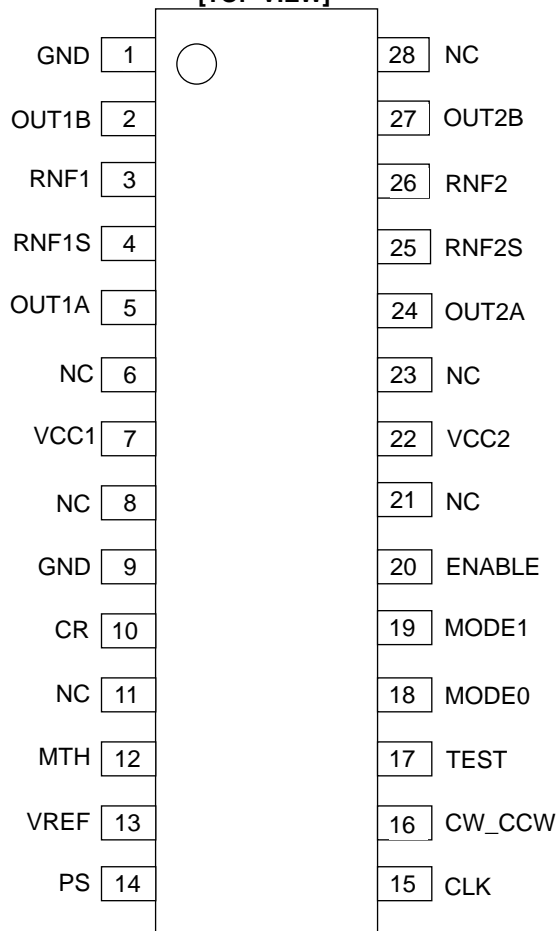 [TOP VIEW]
GND 1 28 NC
OUT1B 2 27 OUT2B
RNF1 3 26 RNF2
RNF1S 4 25 RNF2S
OUT1A 5 24 OUT2A
NC 6 23 NC
VCC1 7 22 VCC2
NC 8 21 NC
GND 9 20 ENABLE
CR 10 19 MODE1
NC 11 18 MODE0
MTH 12 17 TEST
VREF 13 16 CW_CCW
PS 14 15 CLK